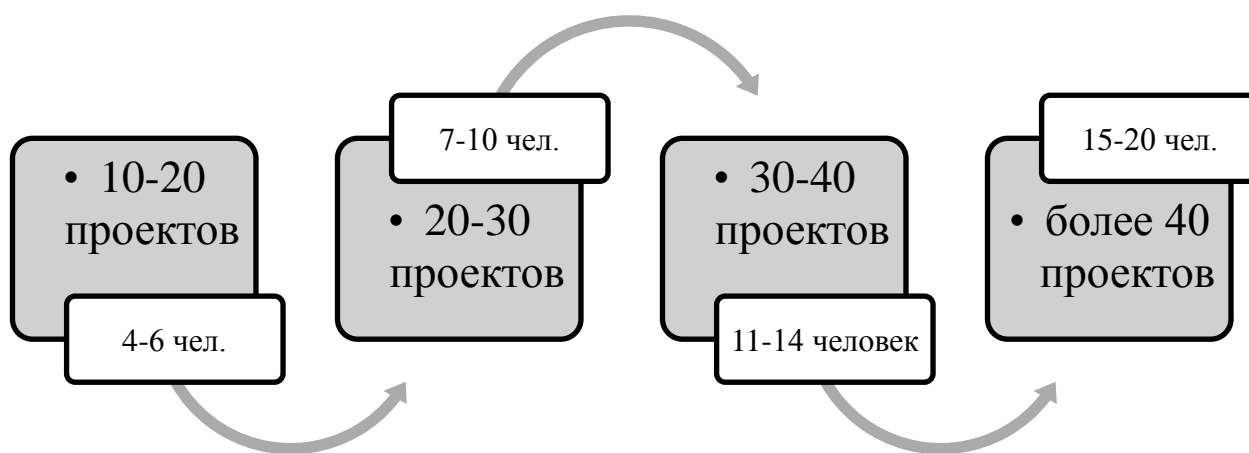 • 10-20
проектов
4-6 чел.
7-10 чел.
• 20-30
проектов
• 30-40
проектов
11-14 человек
15-20 чел.
• более 40
проектов